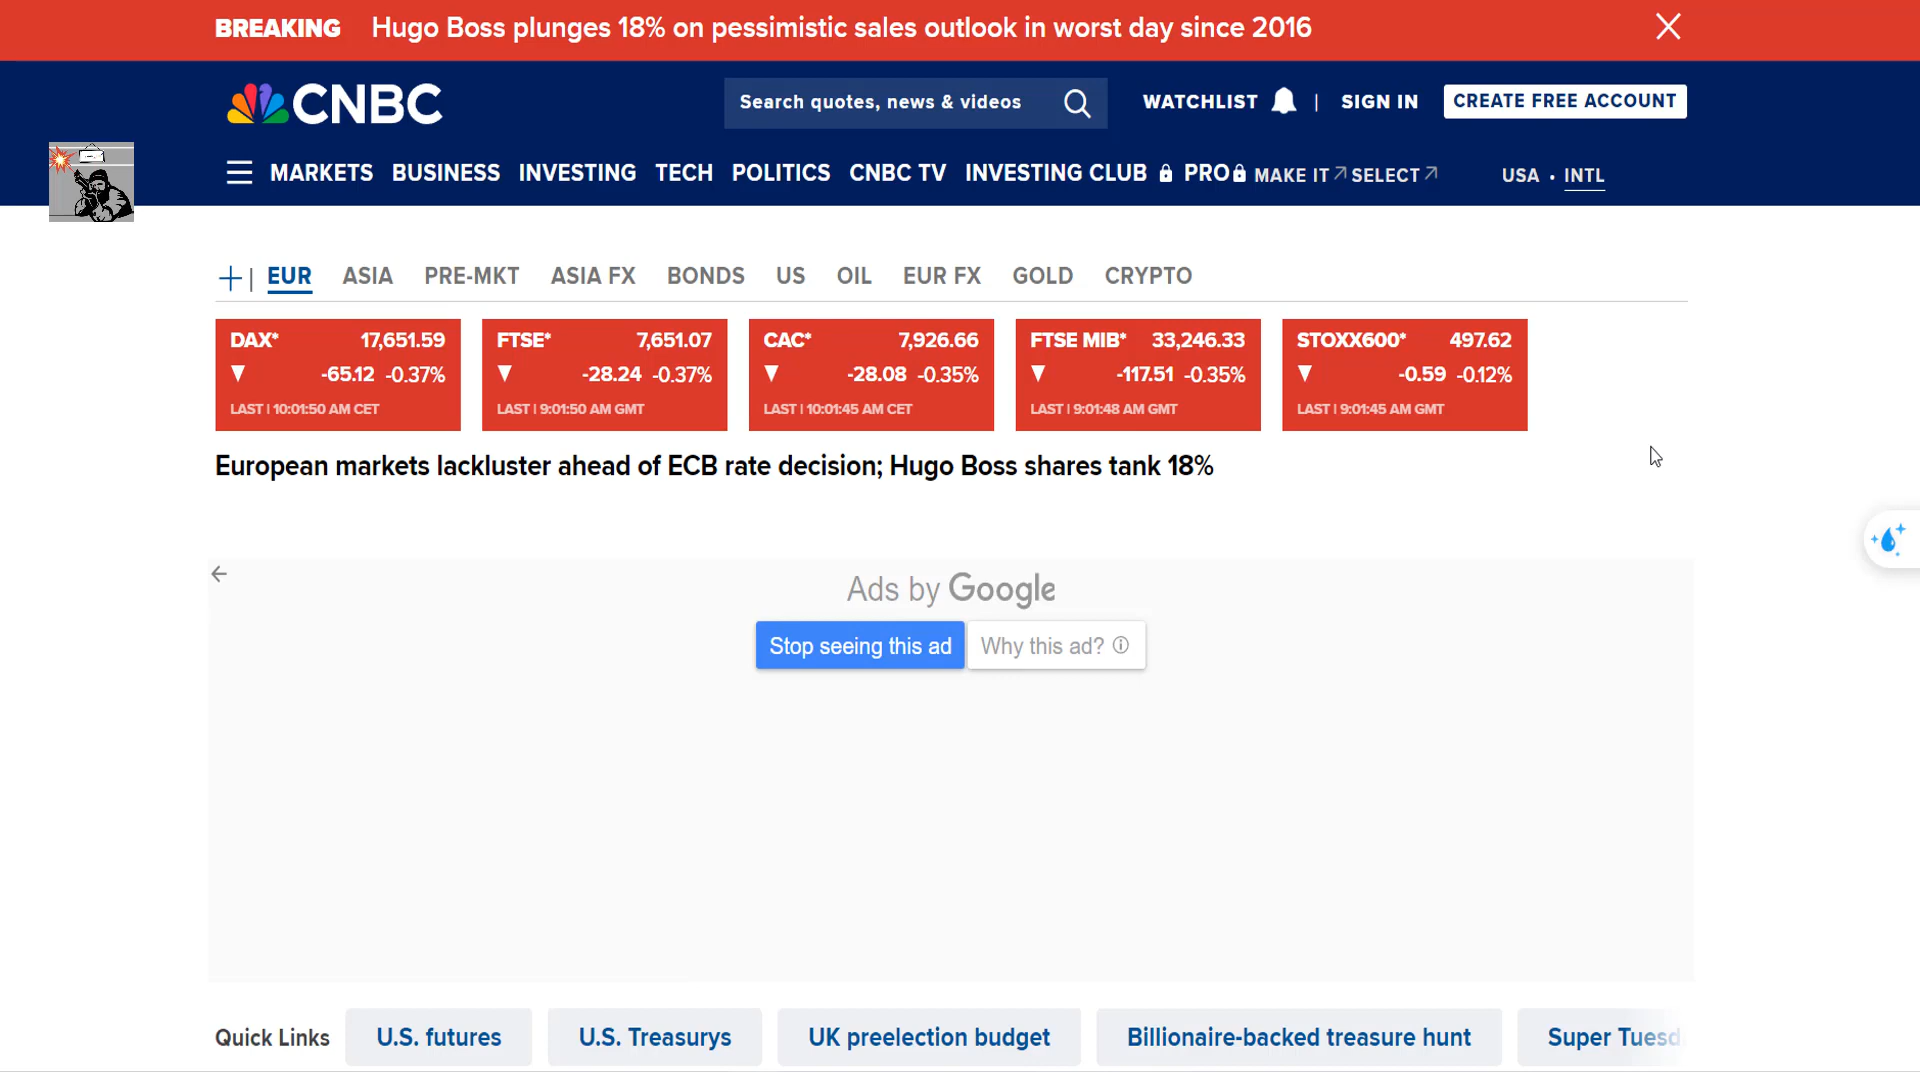 BREAKING Hugo Boss plunges 18% on pessimistic sales outlook in worst day since 2016
CNBC
Search quotes, news & videos
WATCHLIST | SIGN IN
CREATE FREE ACCOUNT
MARKETS BUSINESS INVESTING TECH POLITICS CNBC TV INVESTING CLUB PRO MAKE IT SELECT USA • INTL
+ | EUR ASIA PRE-MKT ASIA FX BONDS US OIL EUR FX GOLD CRYPTO
DAX* 17,651.59
▼ -65.12 -0.37%
LAST | 10:01:50 AM CET
FTSE* 7,651.07
▼ -28.24 -0.37%
LAST | 9:01:50 AM GMT
CAC* 7,926.66
▼ -28.08 -0.35%
LAST | 10:01:45 AM CET
FTSE MIB* 33,246.33
▼ -117.51 -0.35%
LAST | 9:01:48 AM GMT
STOXX600* 497.62
▼ -0.59 -0.12%
LAST | 9:01:45 AM GMT
European markets lackluster ahead of ECB rate decision; Hugo Boss shares tank 18%
Ads by Google
Stop seeing this ad
Why this ad?
Quick Links
U.S. futures
U.S. Treasurys
UK preelection budget
Billionaire-backed treasure hunt
Super Tuesd